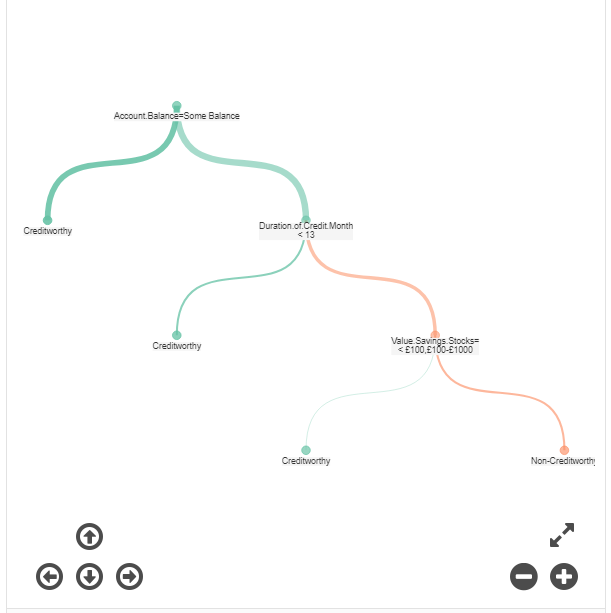 Account.Balance=Some Balance
Creditworthy
Duration.of.Credit.Month
< 13
Creditworthy
Value.Savings.Stocks=
< £100,£100-£1000
Creditworthy
Non-Creditworthy